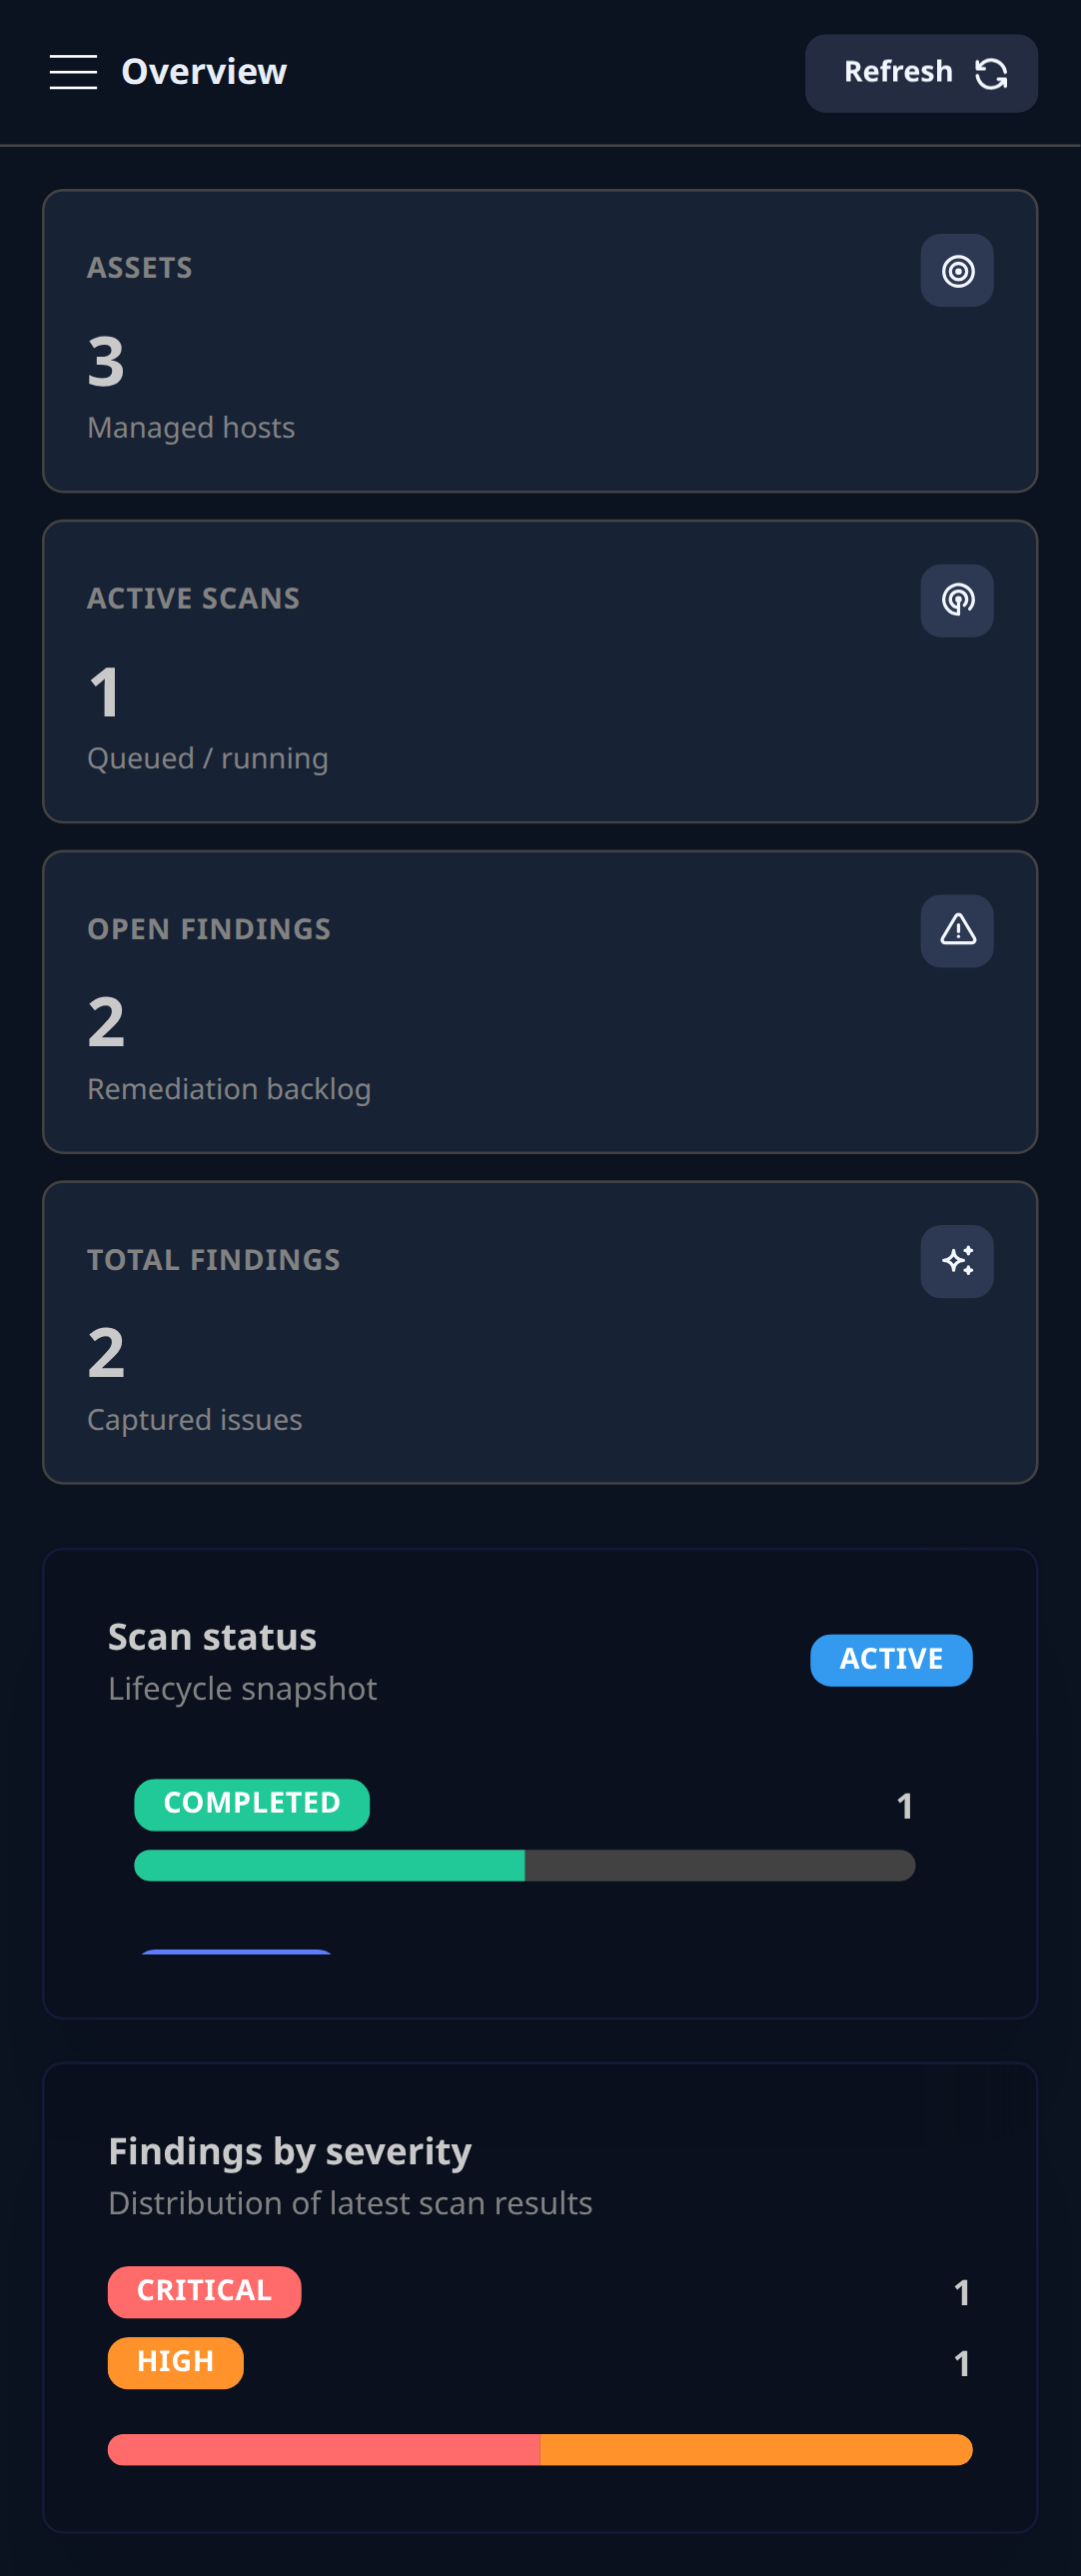 Overview
Refresh
ASSETS
3
Managed hosts
ACTIVE SCANS
1
Queued / running
OPEN FINDINGS
2
Remediation backlog
TOTAL FINDINGS
2
Captured issues
Scan status
Lifecycle snapshot
ACTIVE
COMPLETED 1
Findings by severity
Distribution of latest scan results
CRITICAL 1
HIGH 1